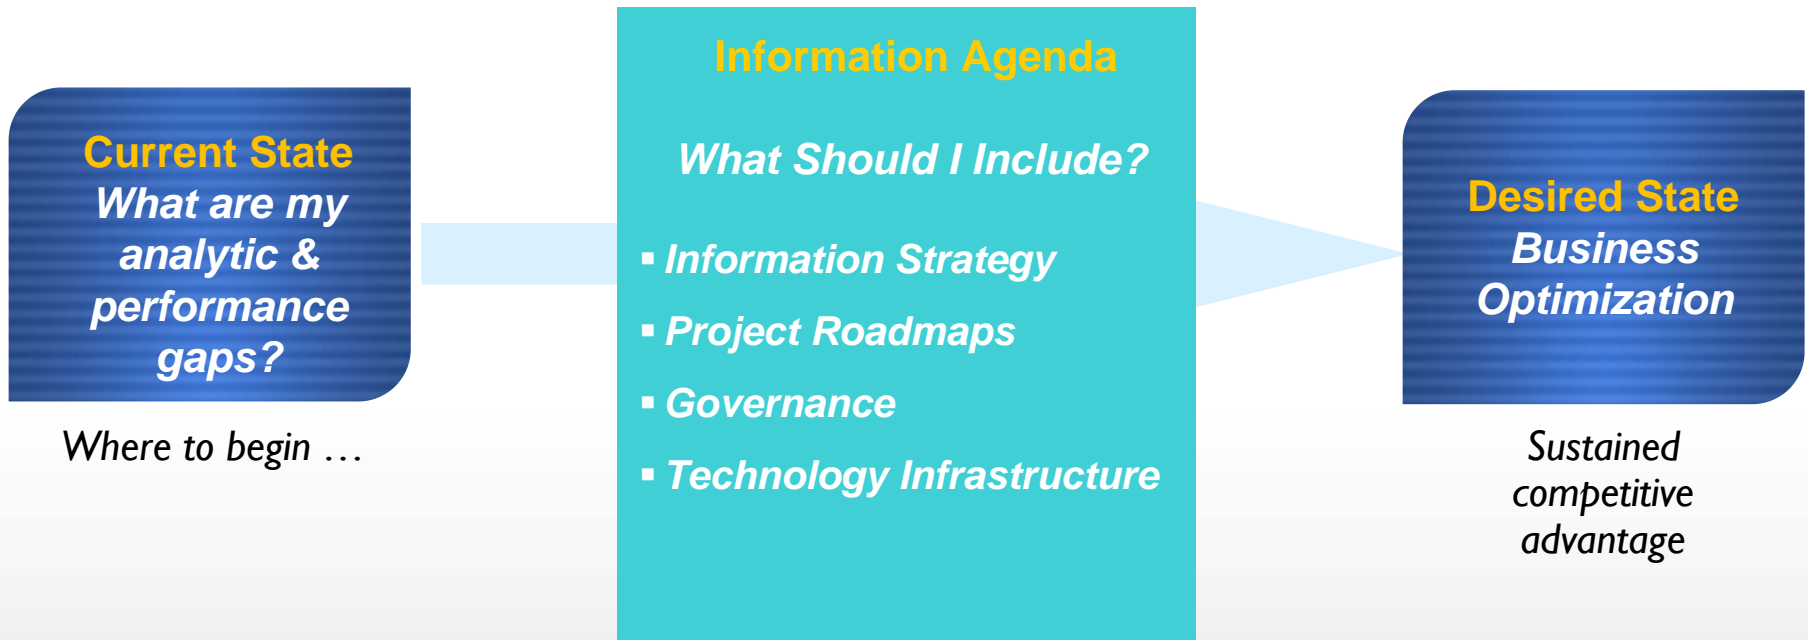 Current State
What are my
analytic &
performance
gaps?
Where to begin …
Information Agenda
What Should I Include?
▪ Information Strategy
▪ Project Roadmaps
▪ Governance
▪ Technology Infrastructure
Desired State
Business
Optimization
Sustained
competitive
advantage